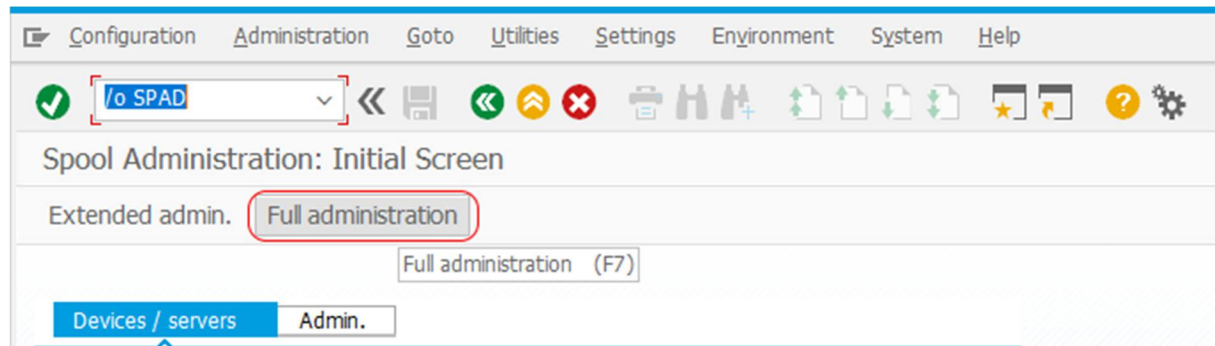 Configuration Administration Goto Utilities Settings Environment System Help
/o SPAD
Spool Administration: Initial Screen
Extended admin. Full administration
Full administration (F7)
Devices / servers Admin.